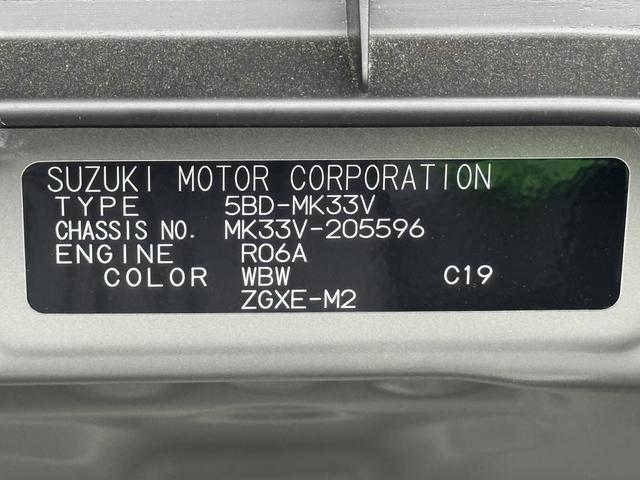 SUZUKI MOTOR CORPORATION
TYPE 5BD-MK33V
CHASSIS NO. MK33V-205596
ENGINE R06A
COLOR WBW C19
ZGXE-M2